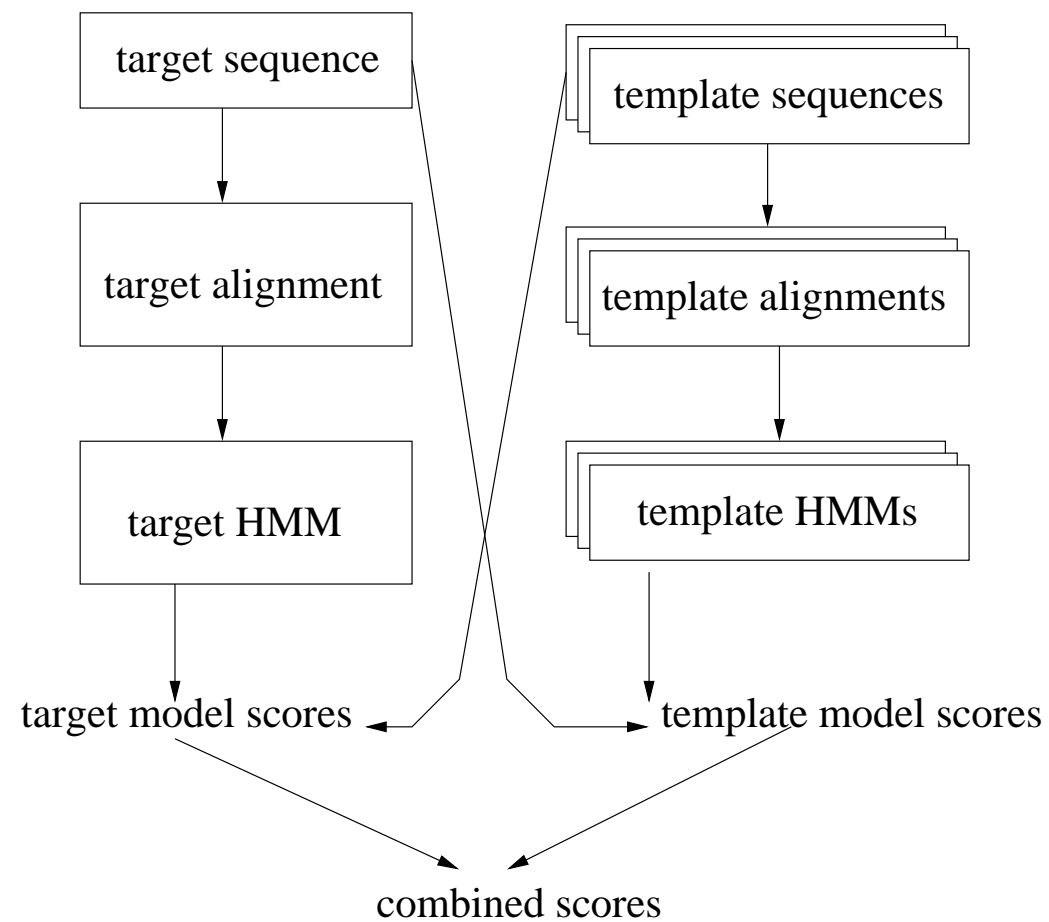 target sequence
template sequences
target alignment
template alignments
target HMM
template HMMs
target model scores
template model scores
combined scores